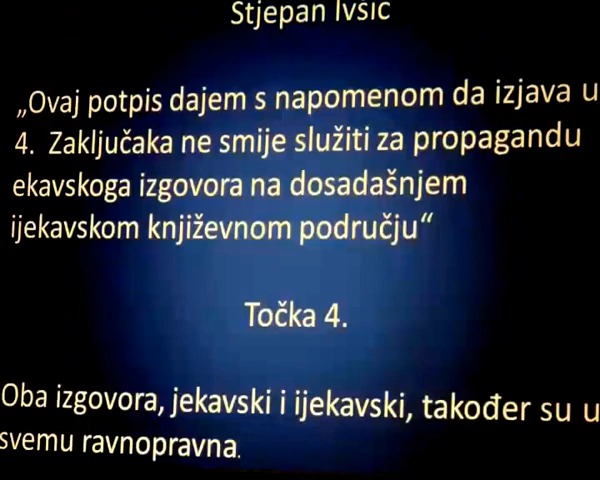 Stjepan Ivšić
„Ovaj potpis dajem s napomenom da izjava u
4. Zaključaka ne smije služiti za propagandu
ekavskoga izgovora na dosadašnjem
ijekavskom književnom području“
Točka 4.
Oba izgovora, jekavski i ijekavski, također su u
svemu ravnopravna.